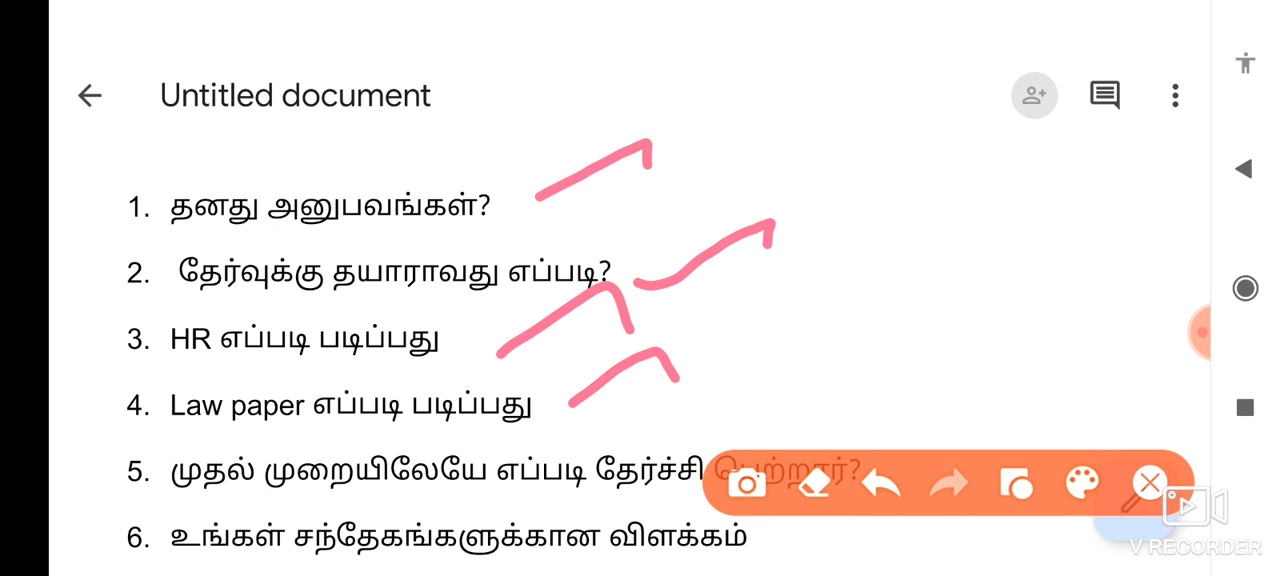 Untitled document
1. தனது அனுபவங்கள்?
2. தேர்வுக்கு தயாராவது எப்படி?
3. HR எப்படி படிப்பது
4. Law paper எப்படி படிப்பது
5. முதல் முறையிலேயே எப்படி தேர்ச்சி பெற்றார்?
6. உங்கள் சந்தேகங்களுக்கான விளக்கம்
V RECORDER